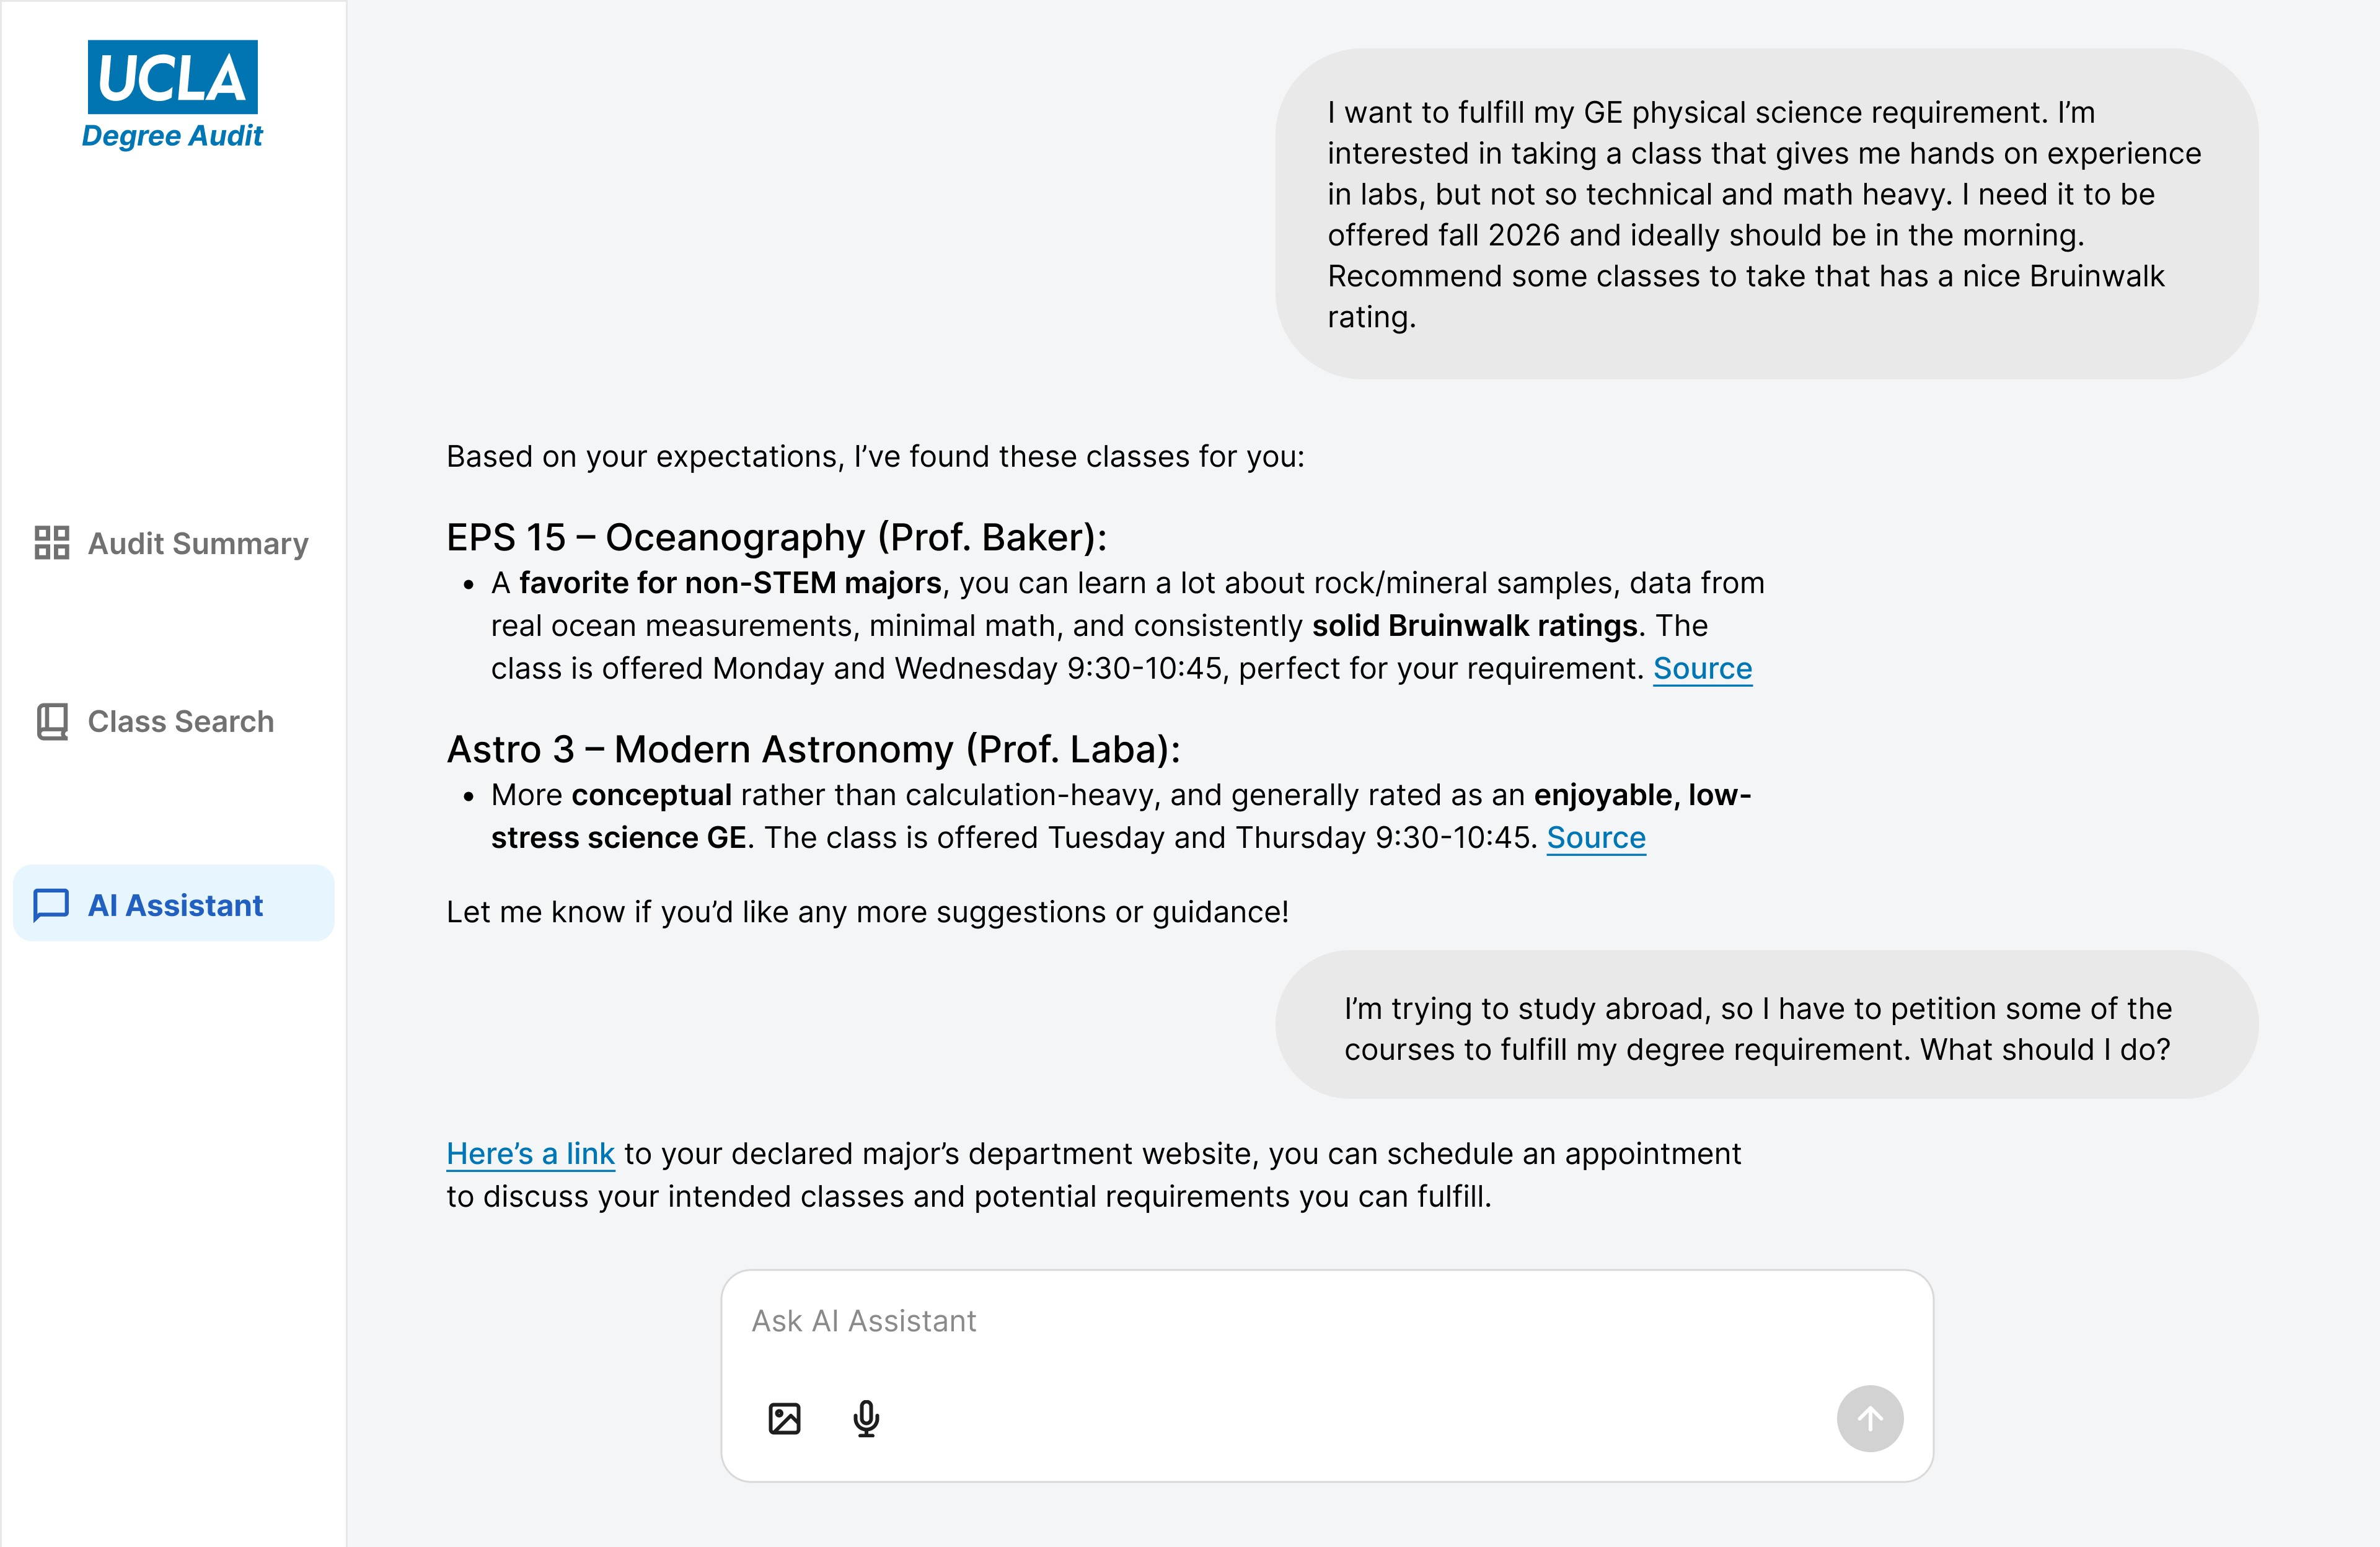 UCLA
Degree Audit
Audit Summary
Class Search
AI Assistant
I want to fulfill my GE physical science requirement. I’m
interested in taking a class that gives me hands on experience
in labs, but not so technical and math heavy. I need it to be
offered fall 2026 and ideally should be in the morning.
Recommend some classes to take that has a nice Bruinwalk
rating.
Based on your expectations, I’ve found these classes for you:
EPS 15 – Oceanography (Prof. Baker):
• A favorite for non-STEM majors, you can learn a lot about rock/mineral samples, data from
real ocean measurements, minimal math, and consistently solid Bruinwalk ratings. The
class is offered Monday and Wednesday 9:30-10:45, perfect for your requirement. Source
Astro 3 – Modern Astronomy (Prof. Laba):
• More conceptual rather than calculation-heavy, and generally rated as an enjoyable, low-
stress science GE. The class is offered Tuesday and Thursday 9:30-10:45. Source
Let me know if you’d like any more suggestions or guidance!
I’m trying to study abroad, so I have to petition some of the
courses to fulfill my degree requirement. What should I do?
Here’s a link to your declared major’s department website, you can schedule an appointment
to discuss your intended classes and potential requirements you can fulfill.
Ask AI Assistant